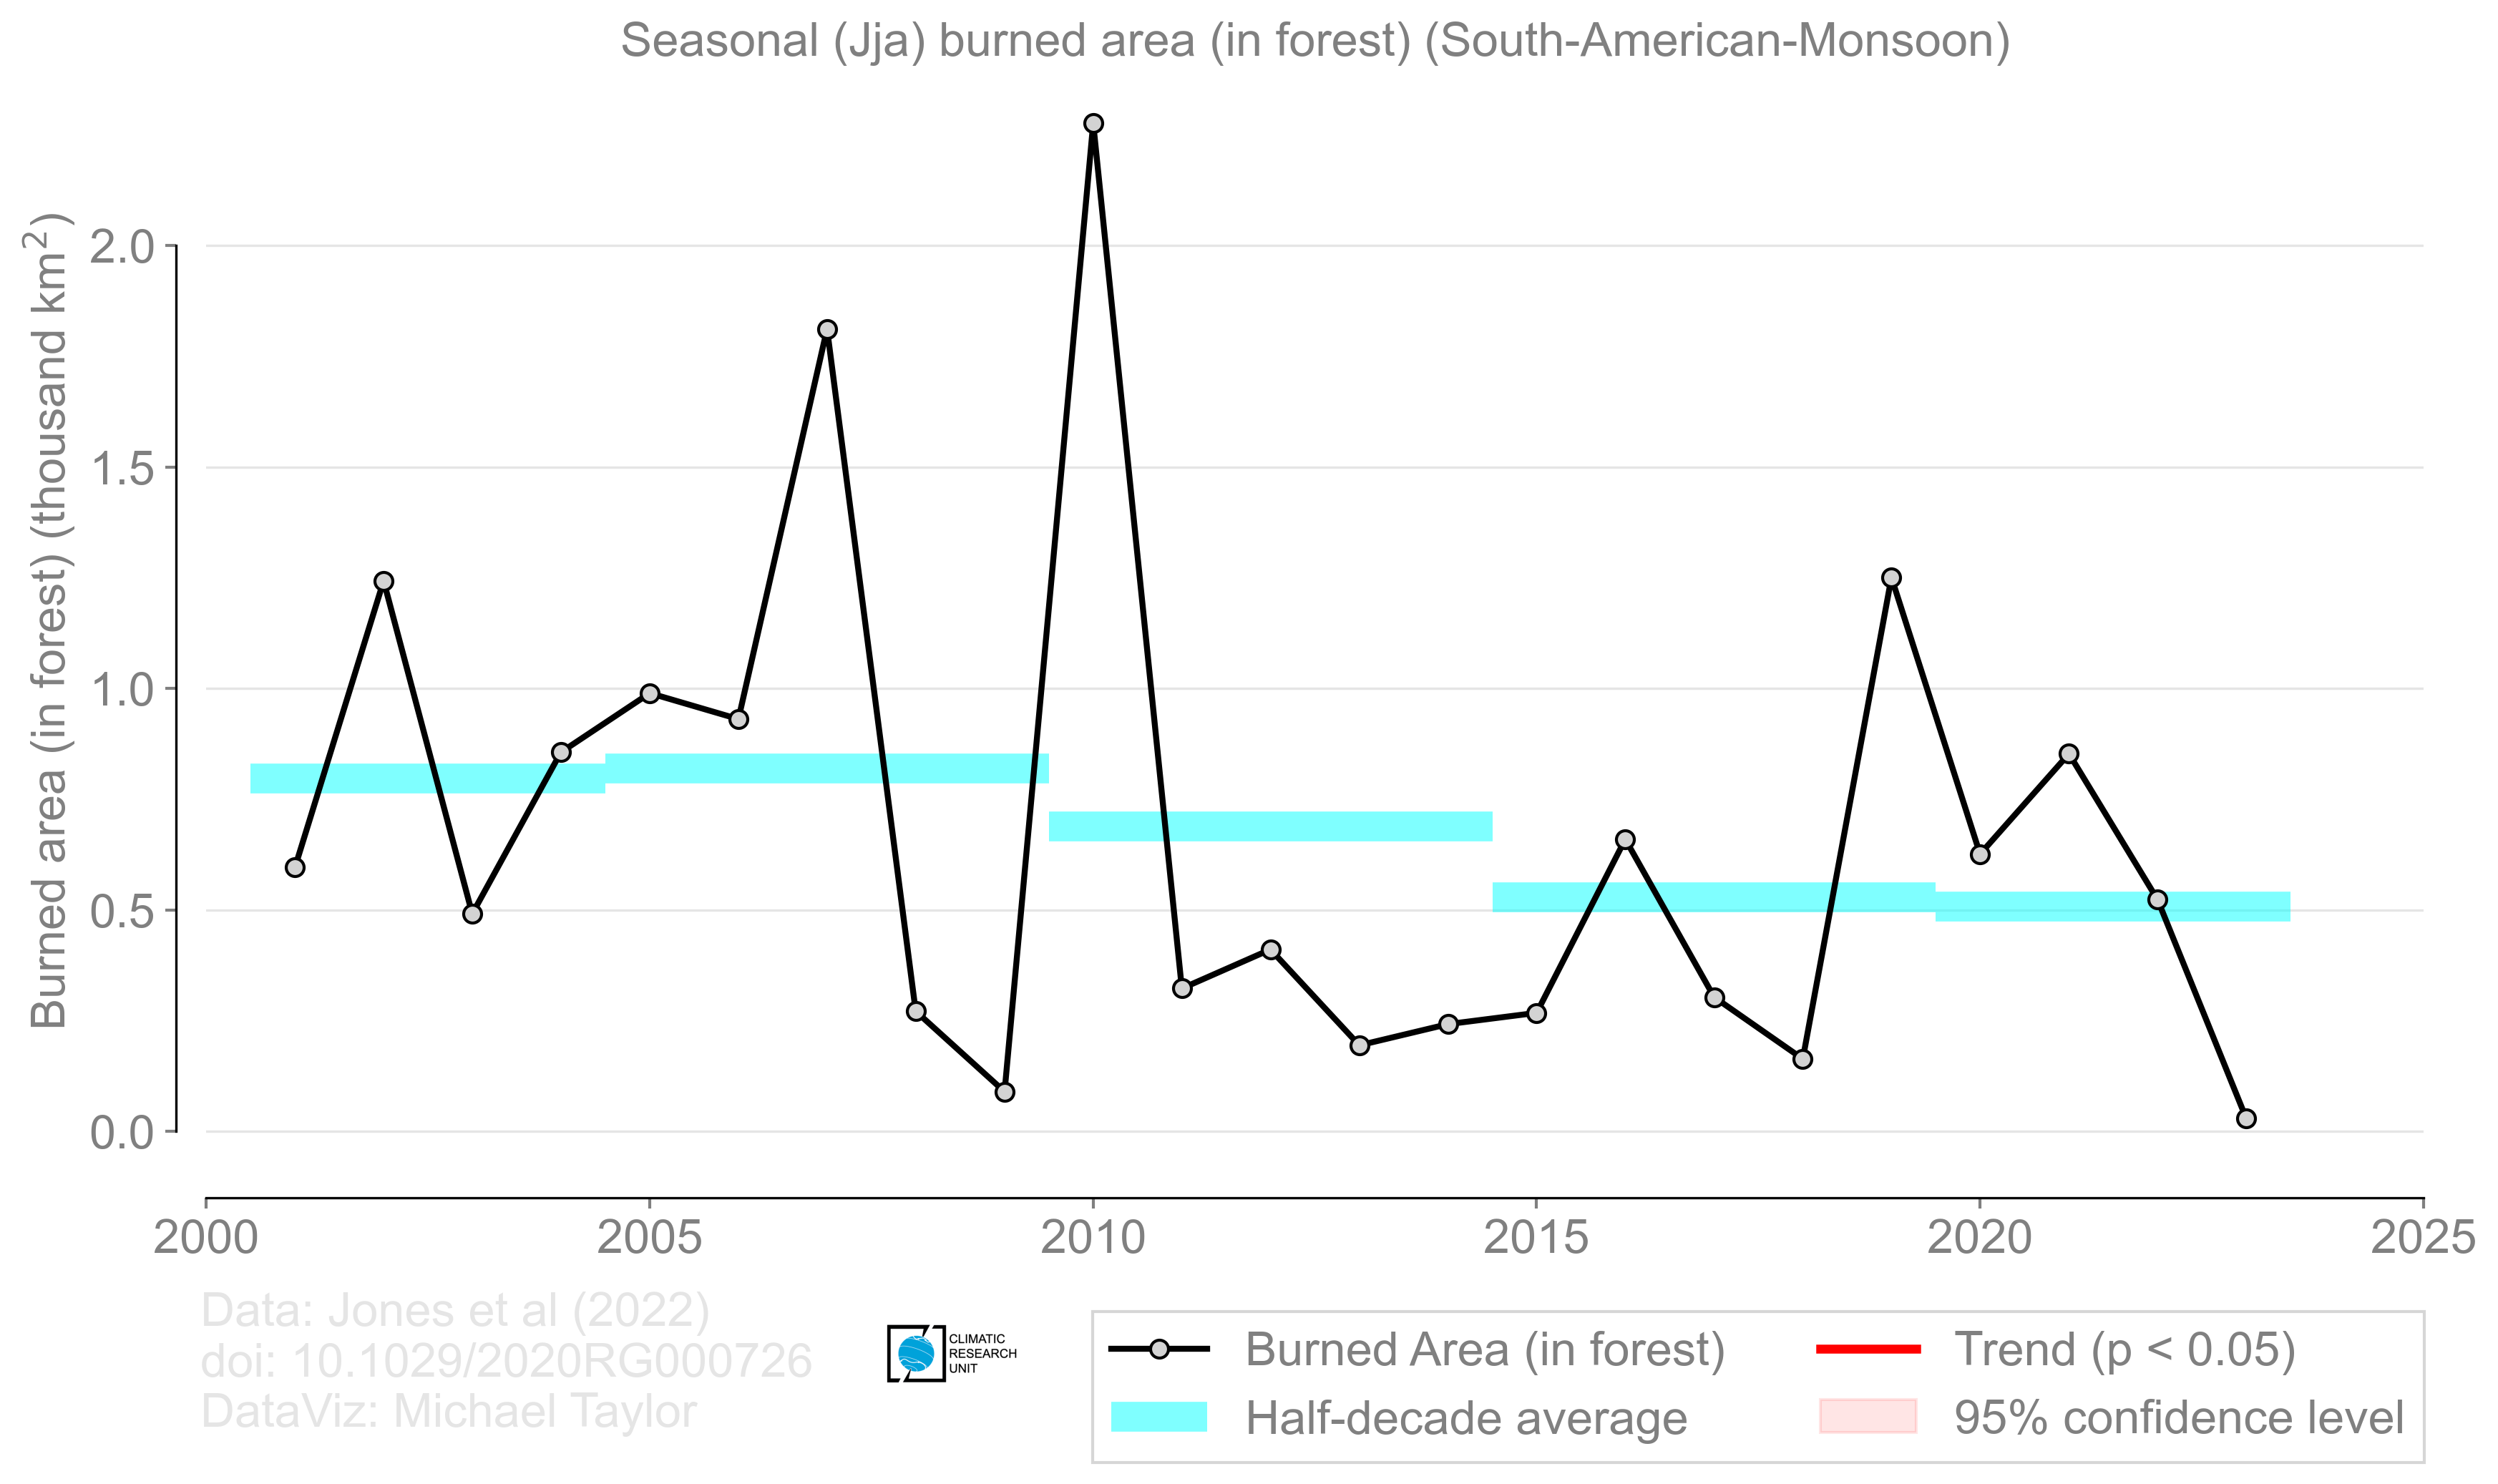 Seasonal (Jja) burned area (in forest) (South-American-Monsoon)
Burned area (in forest) (thousand km²)
2.0
1.5
1.0
0.5
0.0
2000 2005 2010 2015 2020 2025
Data: Jones et al (2022)
doi: 10.1029/2020RG000726
DataViz: Michael Taylor
CLIMATIC
RESEARCH
UNIT
Burned Area (in forest)
Half-decade average
Trend (p < 0.05)
95% confidence level